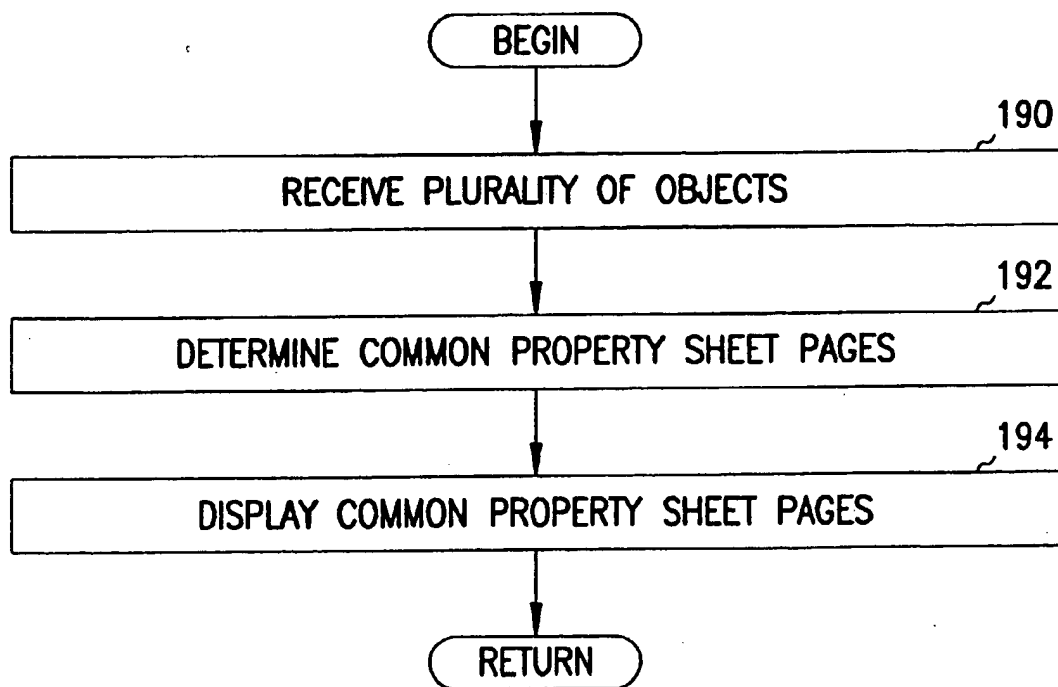 BEGIN
190
RECEIVE PLURALITY OF OBJECTS
192
DETERMINE COMMON PROPERTY SHEET PAGES
194
DISPLAY COMMON PROPERTY SHEET PAGES
RETURN